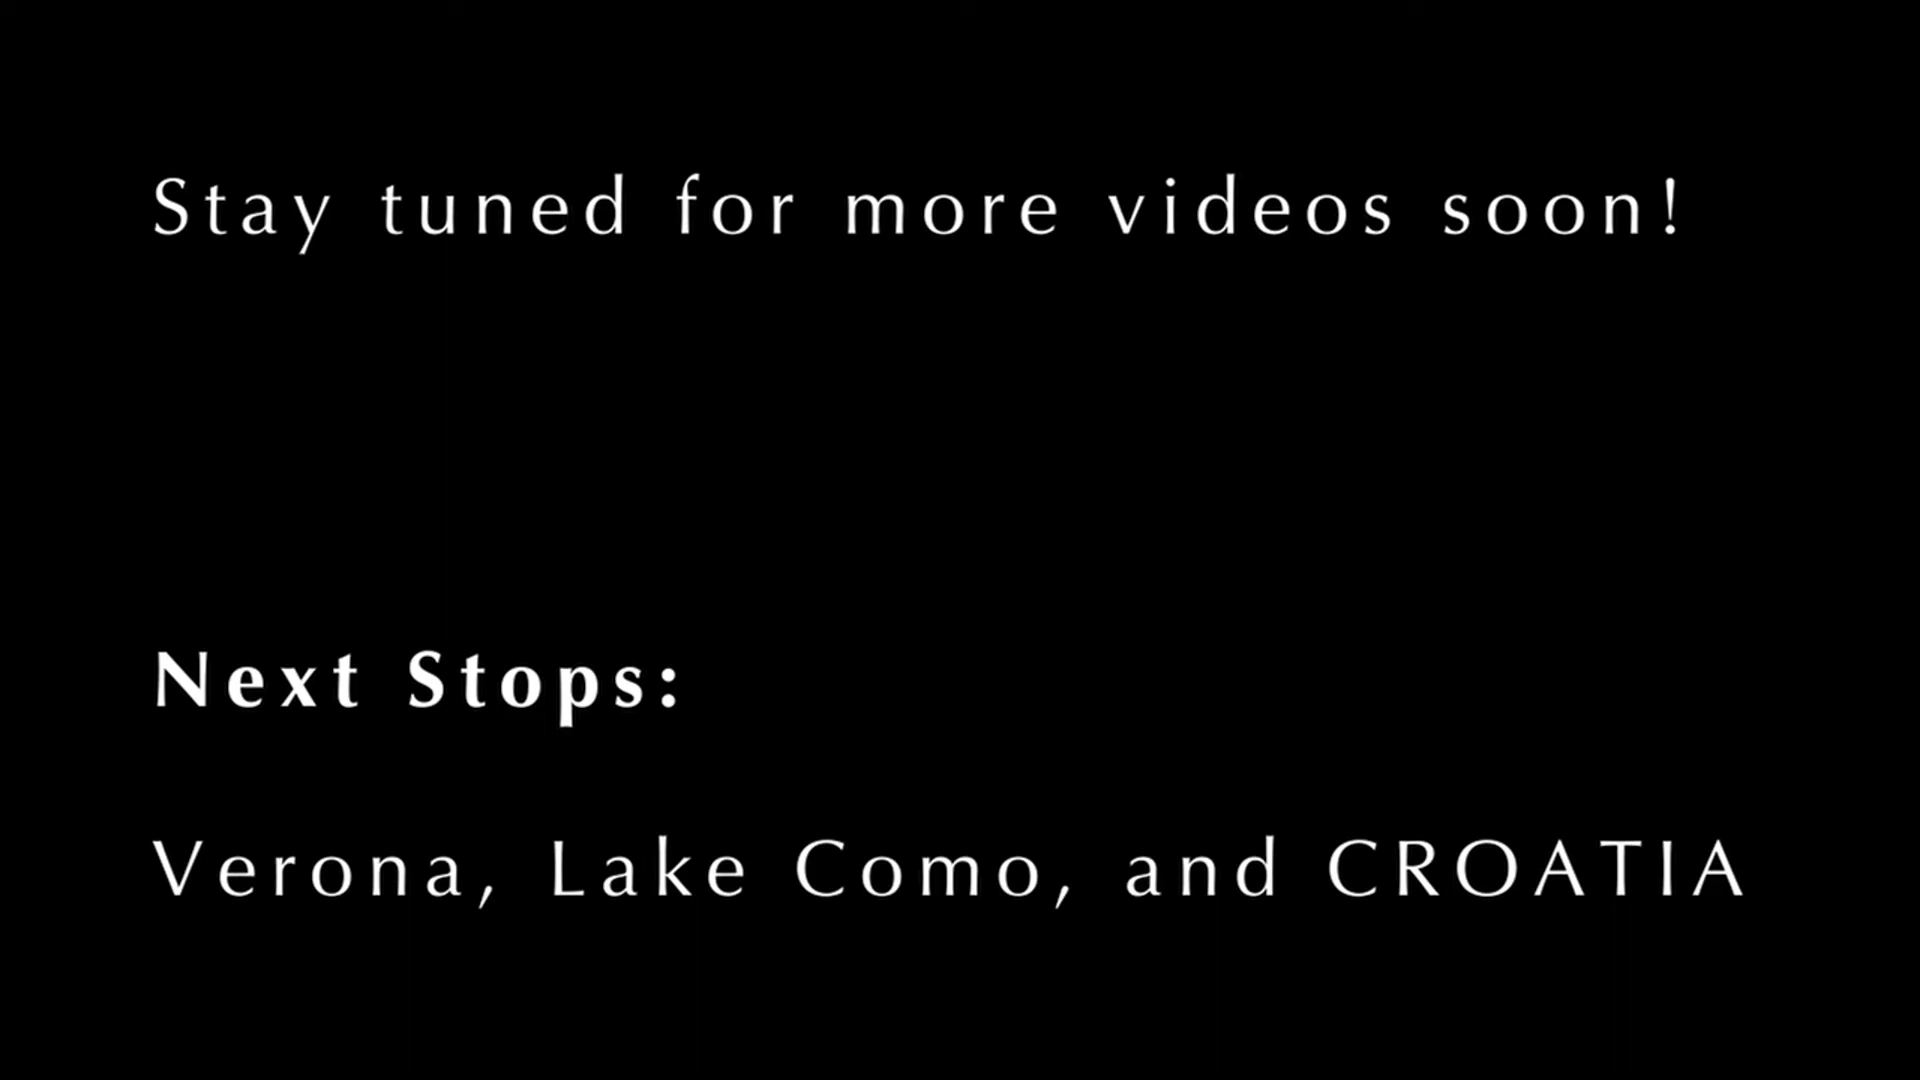 Stay tuned for more videos soon!
Next Stops:
Verona, Lake Como, and CROATIA